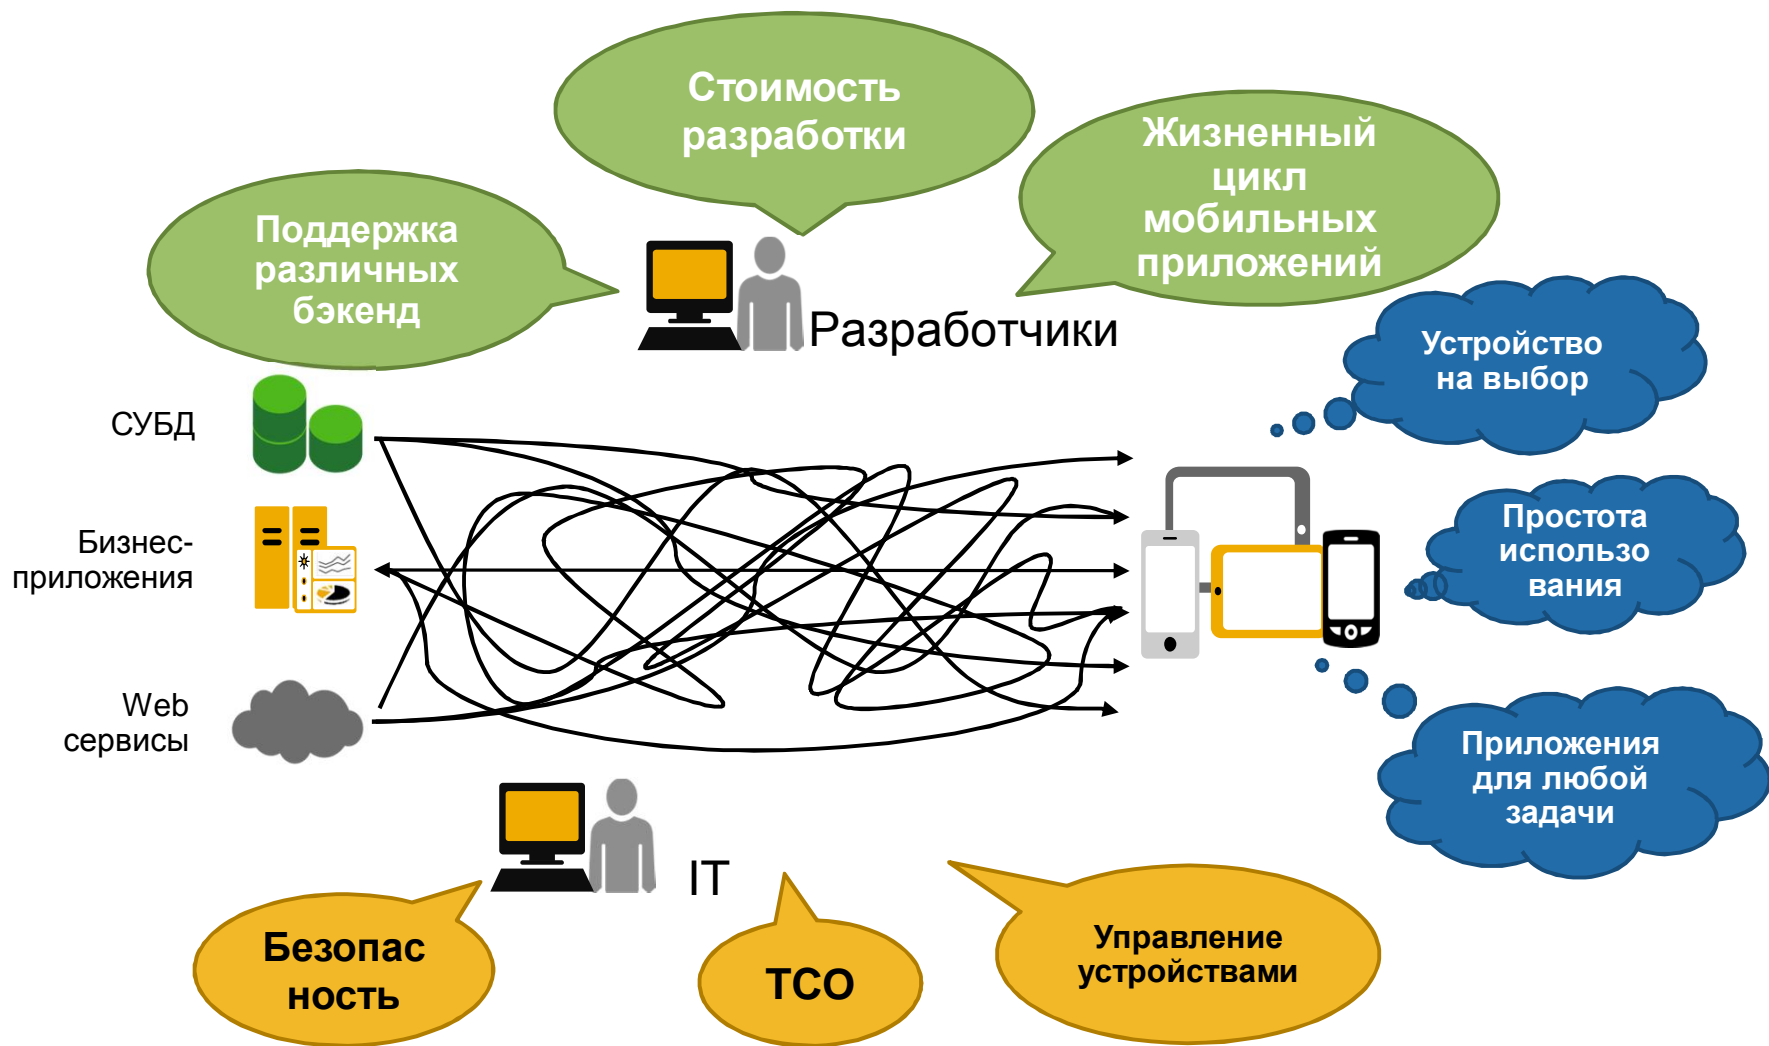 Стоимость
разработки
Жизненный
цикл
мобильных
приложений
Поддержка
различных
бэкенд
Разработчики
Устройство
на выбор
СУБД
Простота
использо
вания
Бизнес-
приложения
Web
сервисы
Приложения
для любой
задачи
IT
Безопас
ность
TCO
Управление
устройствами